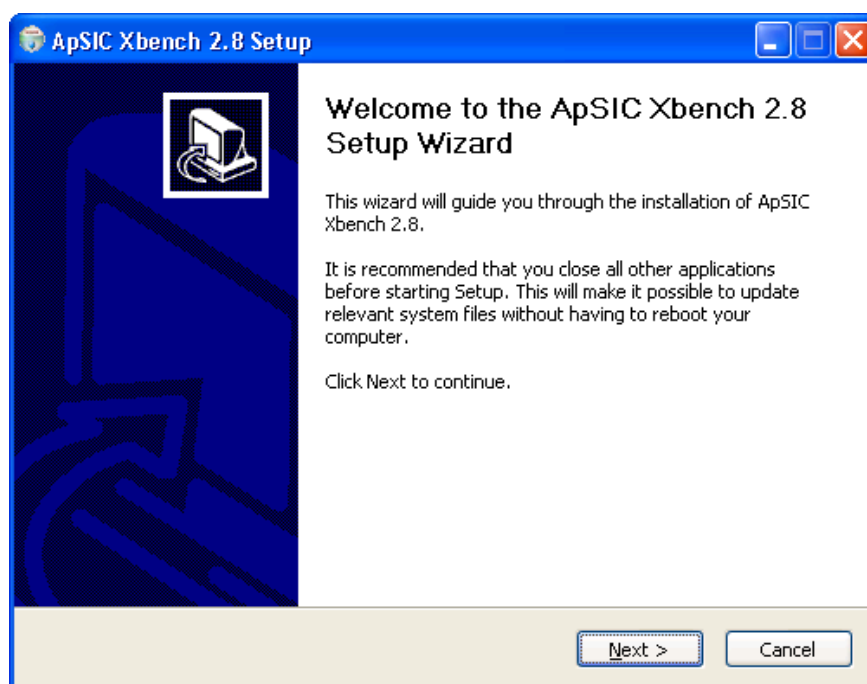 ApSIC Xbench 2.8 Setup
Welcome to the ApSIC Xbench 2.8
Setup Wizard
This wizard will guide you through the installation of ApSIC
Xbench 2.8.
It is recommended that you close all other applications
before starting Setup. This will make it possible to update
relevant system files without having to reboot your
computer.
Click Next to continue.
Next >
Cancel